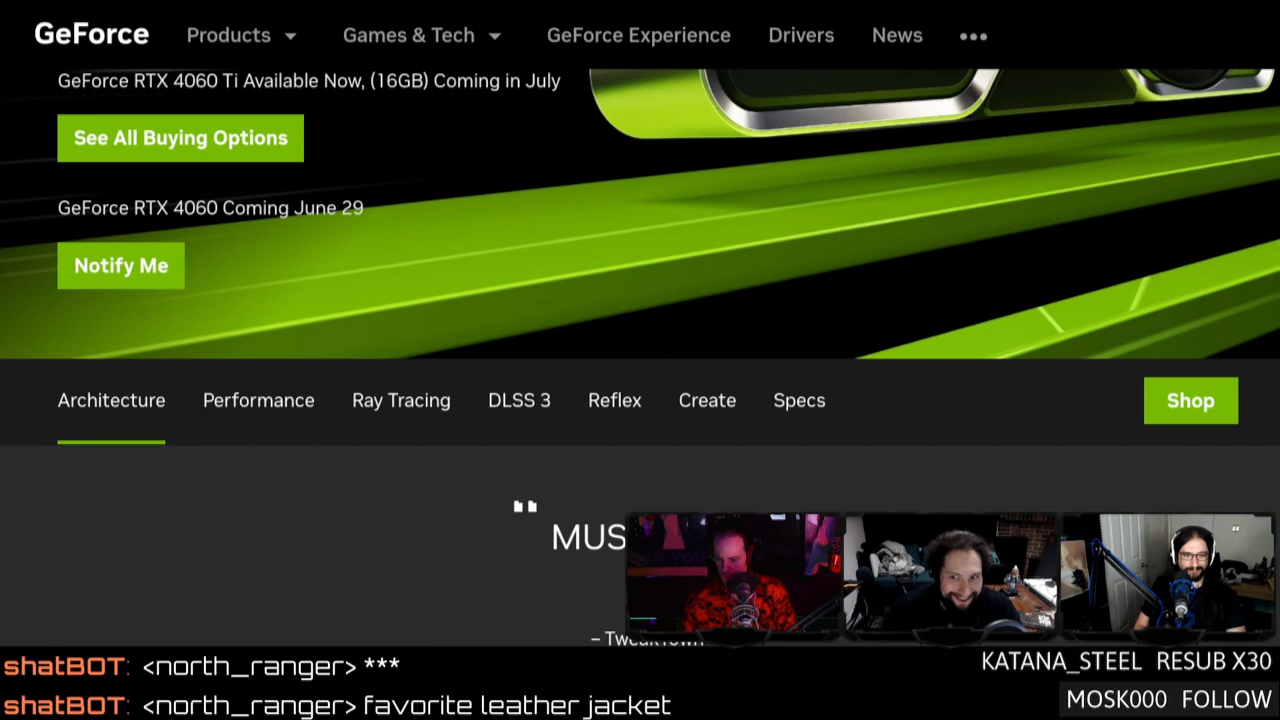 GeForce
Products
Games & Tech
GeForce Experience
Drivers
News
GeForce RTX 4060 Ti Available Now, (16GB) Coming in July
See All Buying Options
GeForce RTX 4060 Coming June 29
Notify Me
Architecture
Performance
Ray Tracing
DLSS 3
Reflex
Create
Specs
Shop
"
MUS
– TweakTown
shatBOT: <north_ranger> ***
shatBOT: <north_ranger> favorite leather jacket
KATANA_STEEL RESUB X30
MOSK000 FOLLOW